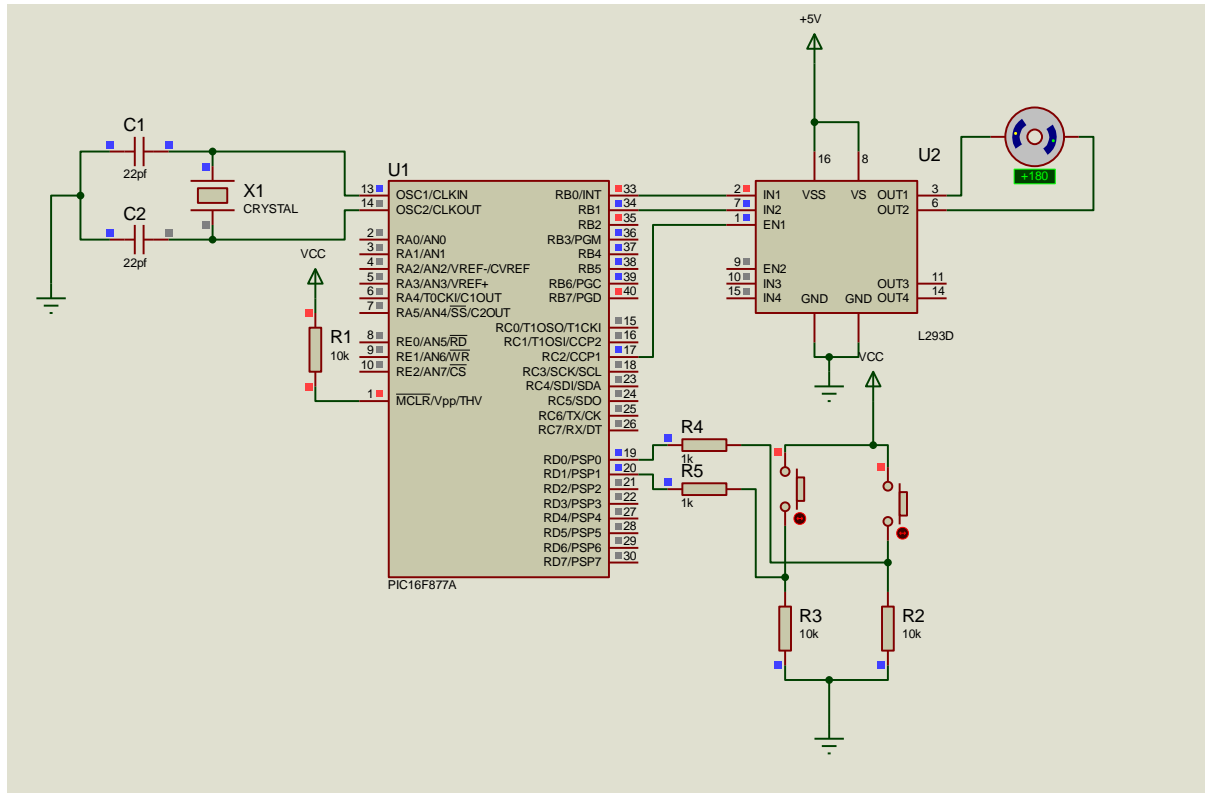 +5V
C1
22pf
X1
CRYSTAL
C2
22pf
VCC
R1
10k
U1
13 OSC1/CLKIN
14 OSC2/CLKOUT
2 RA0/AN0
3 RA1/AN1
4 RA2/AN2/VREF-/CVREF
5 RA3/AN3/VREF+
6 RA4/T0CKI/C1OUT
7 RA5/AN4/SS/C2OUT
8 RE0/AN5/RD
9 RE1/AN6/WR
10 RE2/AN7/CS
1 MCLR/Vpp/THV
RB0/INT 33
RB1 34
RB2 35
RB3/PGM 36
RB4 37
RB5 38
RB6/PGC 39
RB7/PGD 40
RC0/T1OSO/T1CKI 15
RC1/T1OSI/CCP2 16
RC2/CCP1 17
RC3/SCK/SCL 18
RC4/SDI/SDA 23
RC5/SDO 24
RC6/TX/CK 25
RC7/RX/DT 26
RD0/PSP0 19
RD1/PSP1 20
RD2/PSP2 21
RD3/PSP3 22
RD4/PSP4 27
RD5/PSP5 28
RD6/PSP6 29
RD7/PSP7 30
PIC16F877A
U2
16 8
VSS VS
2 IN1
7 IN2
1 EN1
9 EN2
10 IN3
15 IN4
OUT1 3
OUT2 6
OUT3 11
OUT4 14
GND GND
L293D
+180
VCC
R4
1k
R5
1k
R3
10k
R2
10k